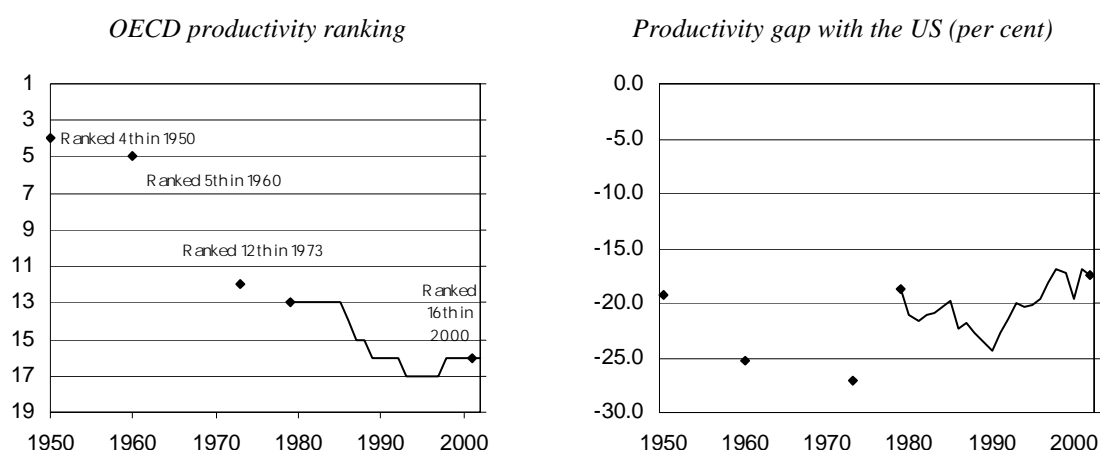 OECD productivity ranking
1
3
5
7
9
11
13
15
17
19
Ranked 4th in 1950
Ranked 5th in 1960
Ranked 12th in 1973
Ranked
16th in
2000
1950 1960 1970 1980 1990 2000
Productivity gap with the US (per cent)
0.0
-5.0
-10.0
-15.0
-20.0
-25.0
-30.0
1950 1960 1970 1980 1990 2000